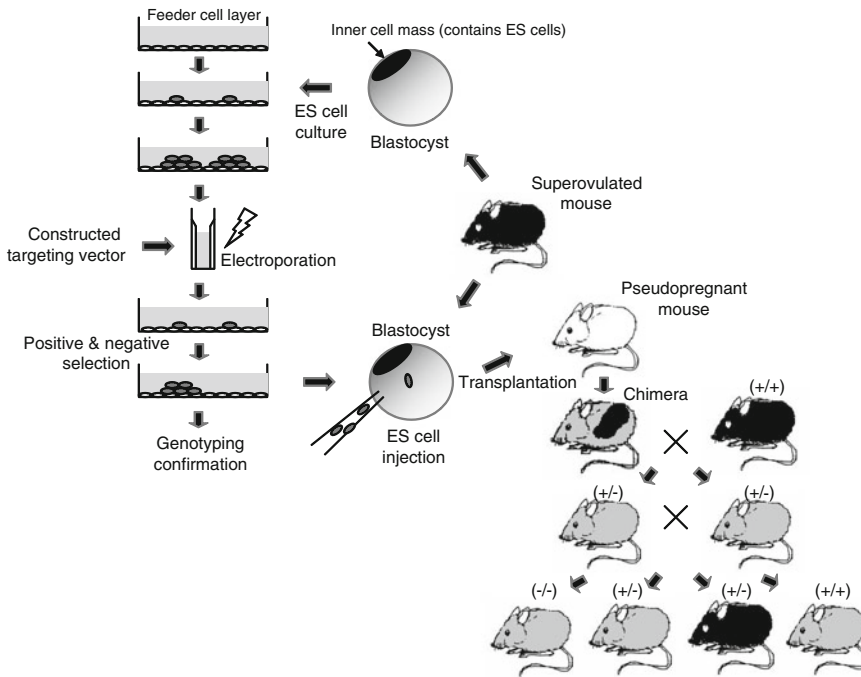 Feeder cell layer
Inner cell mass (contains ES cells)
ES cell
culture
Blastocyst
Superovulated
mouse
Constructed
targeting vector
Electroporation
Pseudopregnant
mouse
Positive & negative
selection
Blastocyst
Transplantation
ES cell
injection
Genotyping
confirmation
Chimera
(+/+)
(+/-)
(+/-)
(-/-)
(+/-)
(+/-)
(+/+)